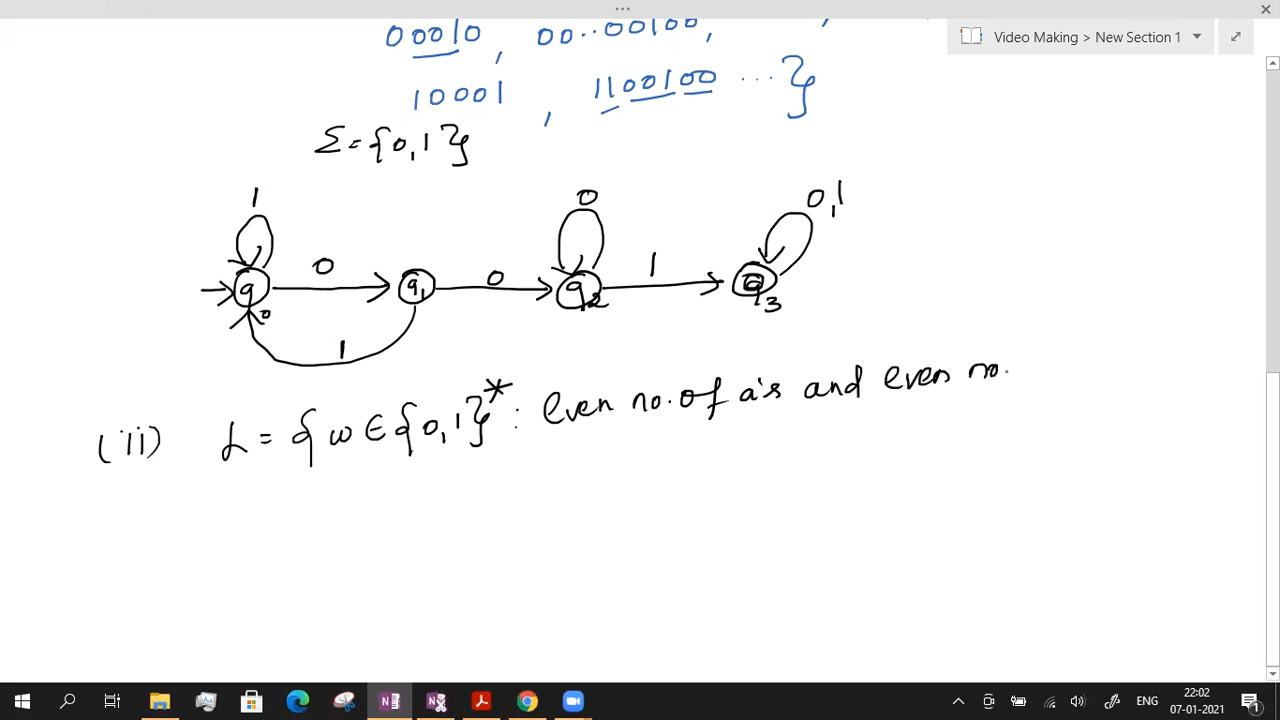 Video Making > New Section 1
00010, 00..00100, ,
10001, 1100100 ...}
Σ={0,1}
1 0 0,1
0 0 1
q0 q1 q2 q3
1
(ii) L = {w ∈ {0,1}* : even no. of a's and even no.
ENG 22:02
07-01-2021